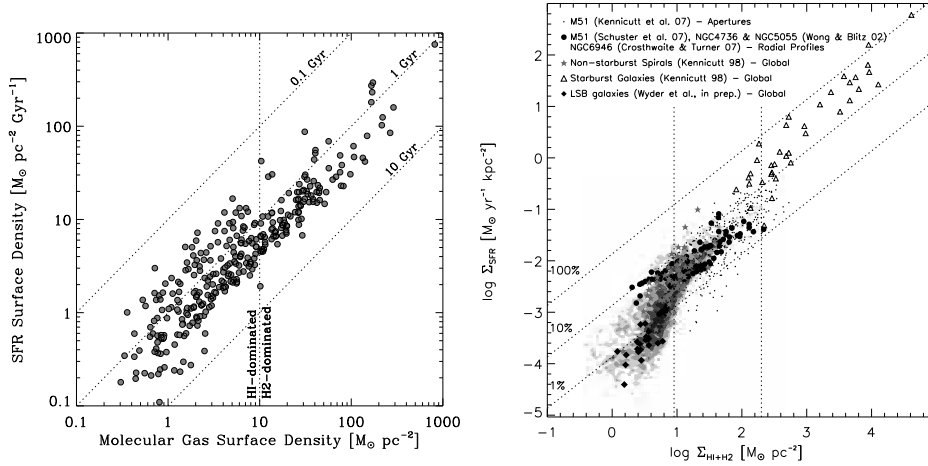 1000
100
10
1
0.1
SFR Surface Density [M⊙ pc⁻² Gyr⁻¹]
0.1 Gyr
1 Gyr
10 Gyr
HI-dominated
H2-dominated
0.1 1 10 100 1000
Molecular Gas Surface Density [M⊙ pc⁻²]
M51 (Kennicutt et al. 07) – Apertures
M51 (Schuster et al. 07), NGC4736 & NGC5055 (Wong & Blitz 02)
NGC6946 (Crosthwaite & Turner 07) – Radial Profiles
Non-starburst Spirals (Kennicutt 98) – Global
Starburst Galaxies (Kennicutt 98) – Global
LSB galaxies (Wyder et al., in prep.) – Global
2
1
0
−1
−2
−3
−4
−5
log ΣSFR [M⊙ yr⁻¹ kpc⁻²]
100%
10%
1%
−1 0 1 2 3 4 5
log ΣHI+H2 [M⊙ pc⁻²]